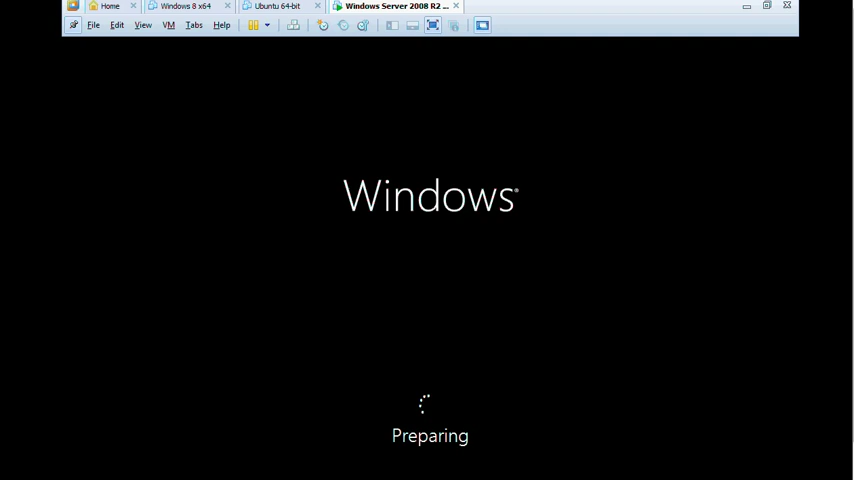 Home Windows 8 x64 Ubuntu 64-bit Windows Server 2008 R2 ...
File Edit View VM Tabs Help
Windows®
Preparing